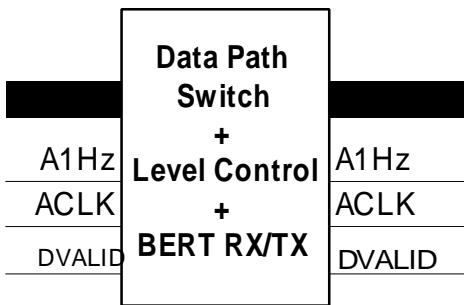 Data Path
Switch
+
Level Control
+
BERT RX/TX
A1Hz
ACLK
DVALID
A1Hz
ACLK
DVALID